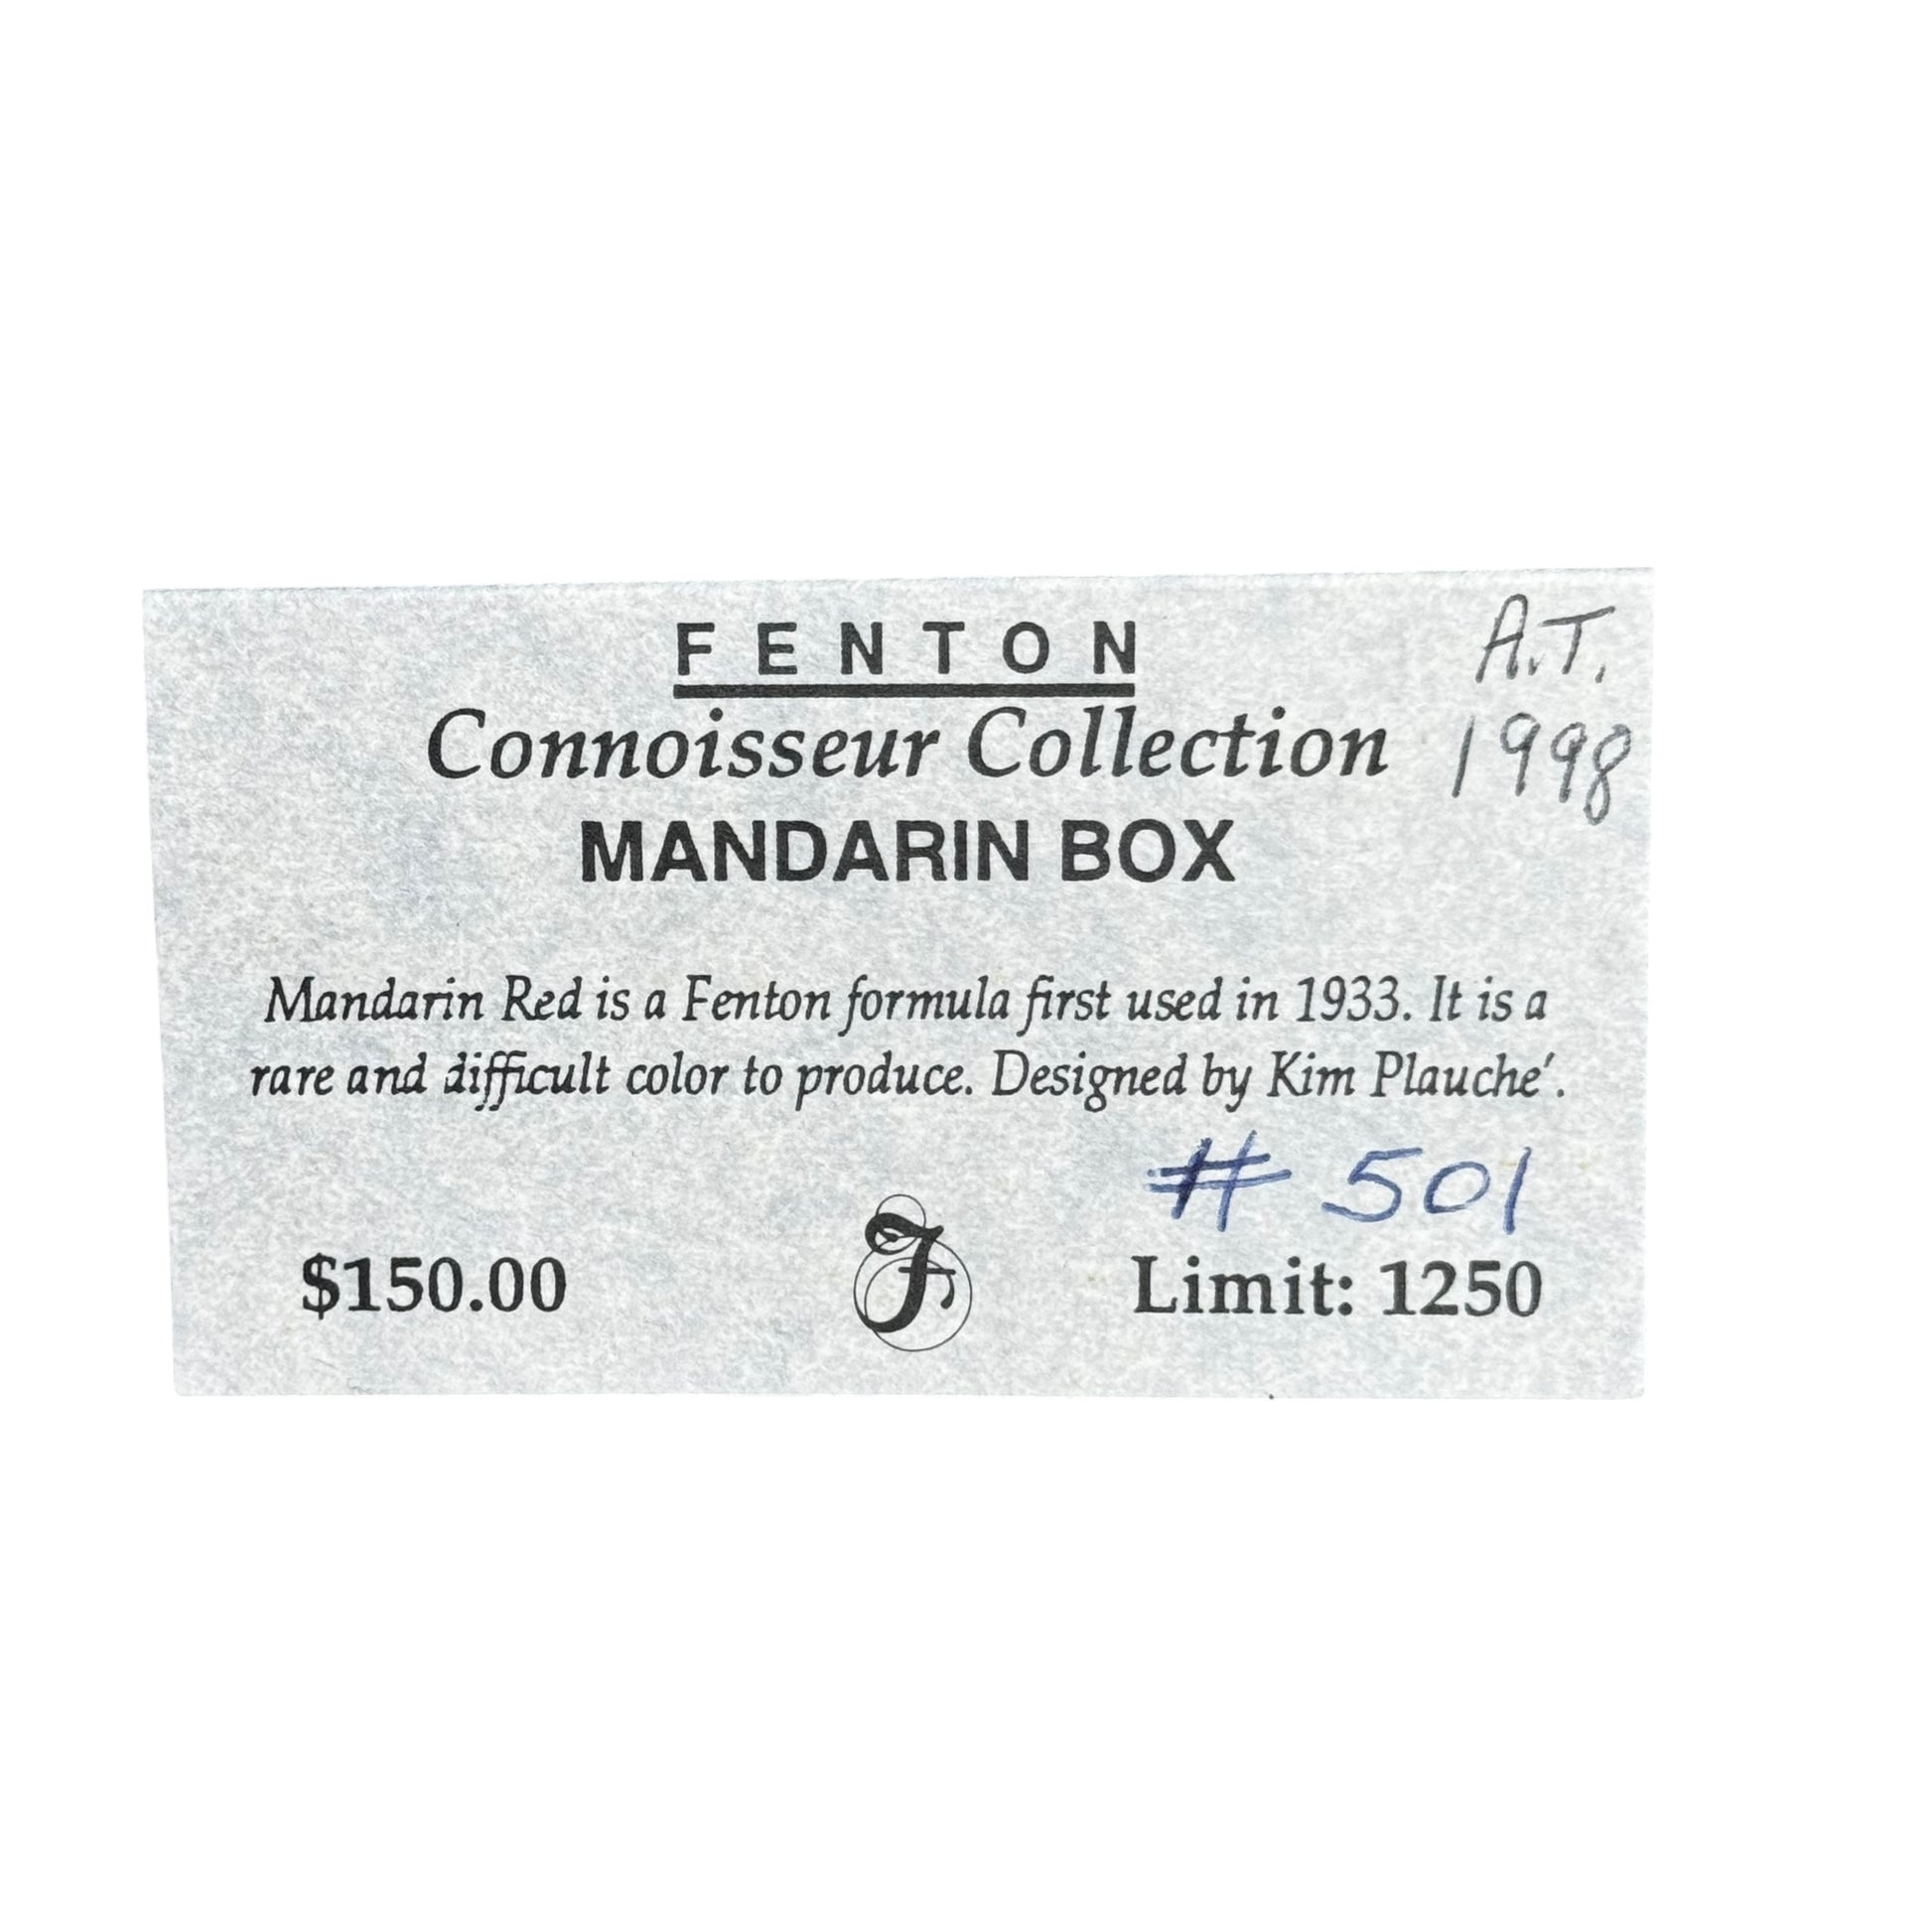 FENTON
A.T.
Connoisseur Collection
1998
MANDARIN BOX
Mandarin Red is a Fenton formula first used in 1933. It is a
rare and difficult color to produce. Designed by Kim Plauche'.
# 501
$150.00
F
Limit: 1250